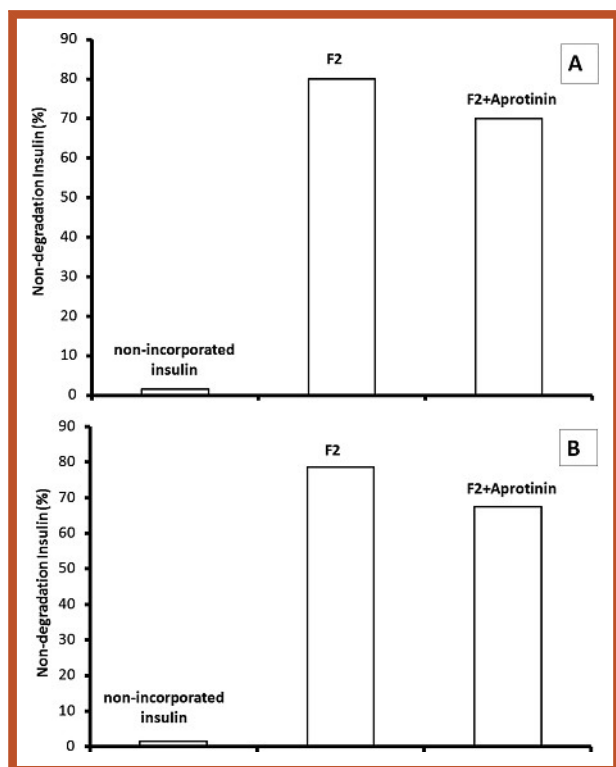 90
80
70
60
50
40
30
20
10
0
Non-degradation Insulin (%)
non-incorporated
insulin
F2
F2+Aprotinin
A
90
80
70
60
50
40
30
20
10
0
Non-degradation Insulin (%)
non-incorporated
insulin
F2
F2+Aprotinin
B